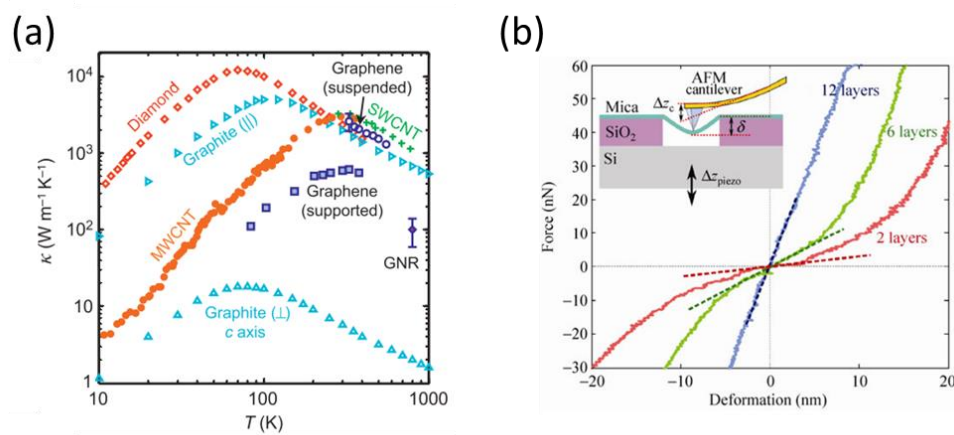 (a)
κ (W m⁻¹ K⁻¹)
10⁴
10³
10²
10
1
10
100
1000
T (K)
Diamond
Graphite (||)
Graphene
(suspended)
SWCNT
MWCNT
Graphene
(supported)
GNR
Graphite (⊥)
c axis
(b)
Force (nN)
60
50
40
30
20
10
0
-10
-20
-30
-20
-10
0
10
20
Deformation (nm)
AFM
cantilever
Δz_c
Mica
δ
SiO₂
Si
Δz_piezo
12 layers
6 layers
2 layers